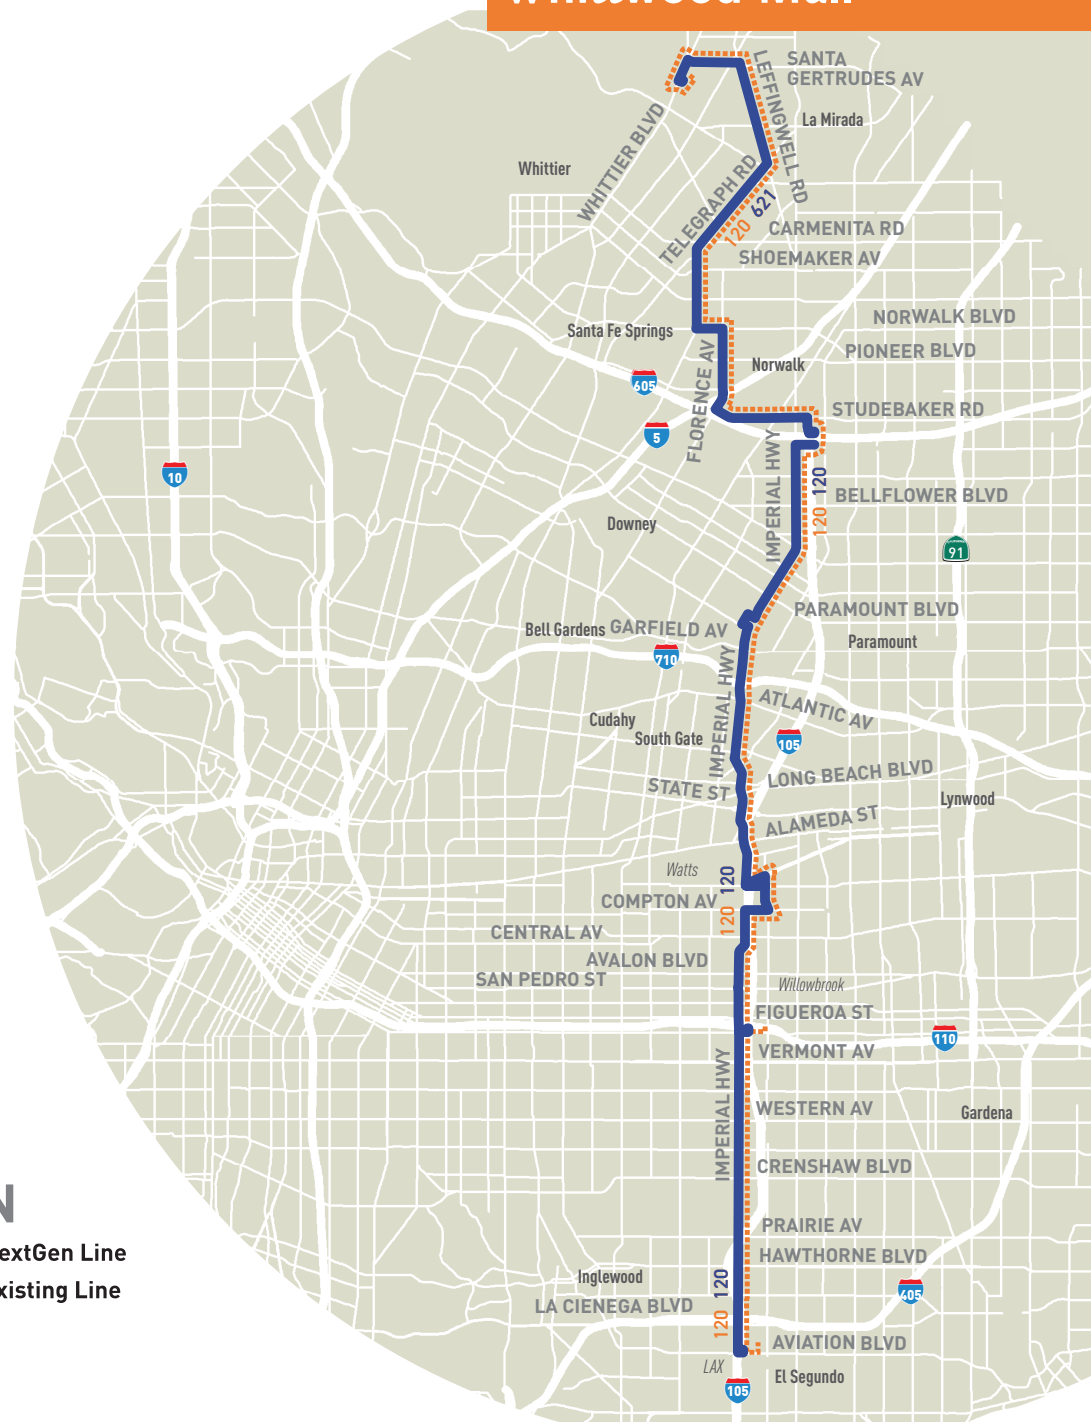 Whittwood Mall
SANTA
GERTRUDES AV
LEFFINGWELL RD
La Mirada
WHITTIER BLVD
Whittier
TELEGRAPH RD
120 621
CARMENITA RD
SHOEMAKER AV
NORWALK BLVD
Santa Fe Springs
PIONEER BLVD
FLORENCE AV
Norwalk
605
STUDEBAKER RD
5
IMPERIAL HWY
10
120
120
BELLFLOWER BLVD
Downey
91
PARAMOUNT BLVD
Bell Gardens
GARFIELD AV
Paramount
710
IMPERIAL HWY
ATLANTIC AV
Cudahy
South Gate
105
LONG BEACH BLVD
STATE ST
Lynwood
ALAMEDA ST
Watts
120
120
COMPTON AV
CENTRAL AV
AVALON BLVD
SAN PEDRO ST
Willowbrook
FIGUEROA ST
110
VERMONT AV
IMPERIAL HWY
WESTERN AV
Gardena
CRENSHAW BLVD
N
PRAIRIE AV
extGen Line
HAWTHORNE BLVD
Inglewood
120
120
xisting Line
405
LA CIENEGA BLVD
AVIATION BLVD
LAX
El Segundo
105